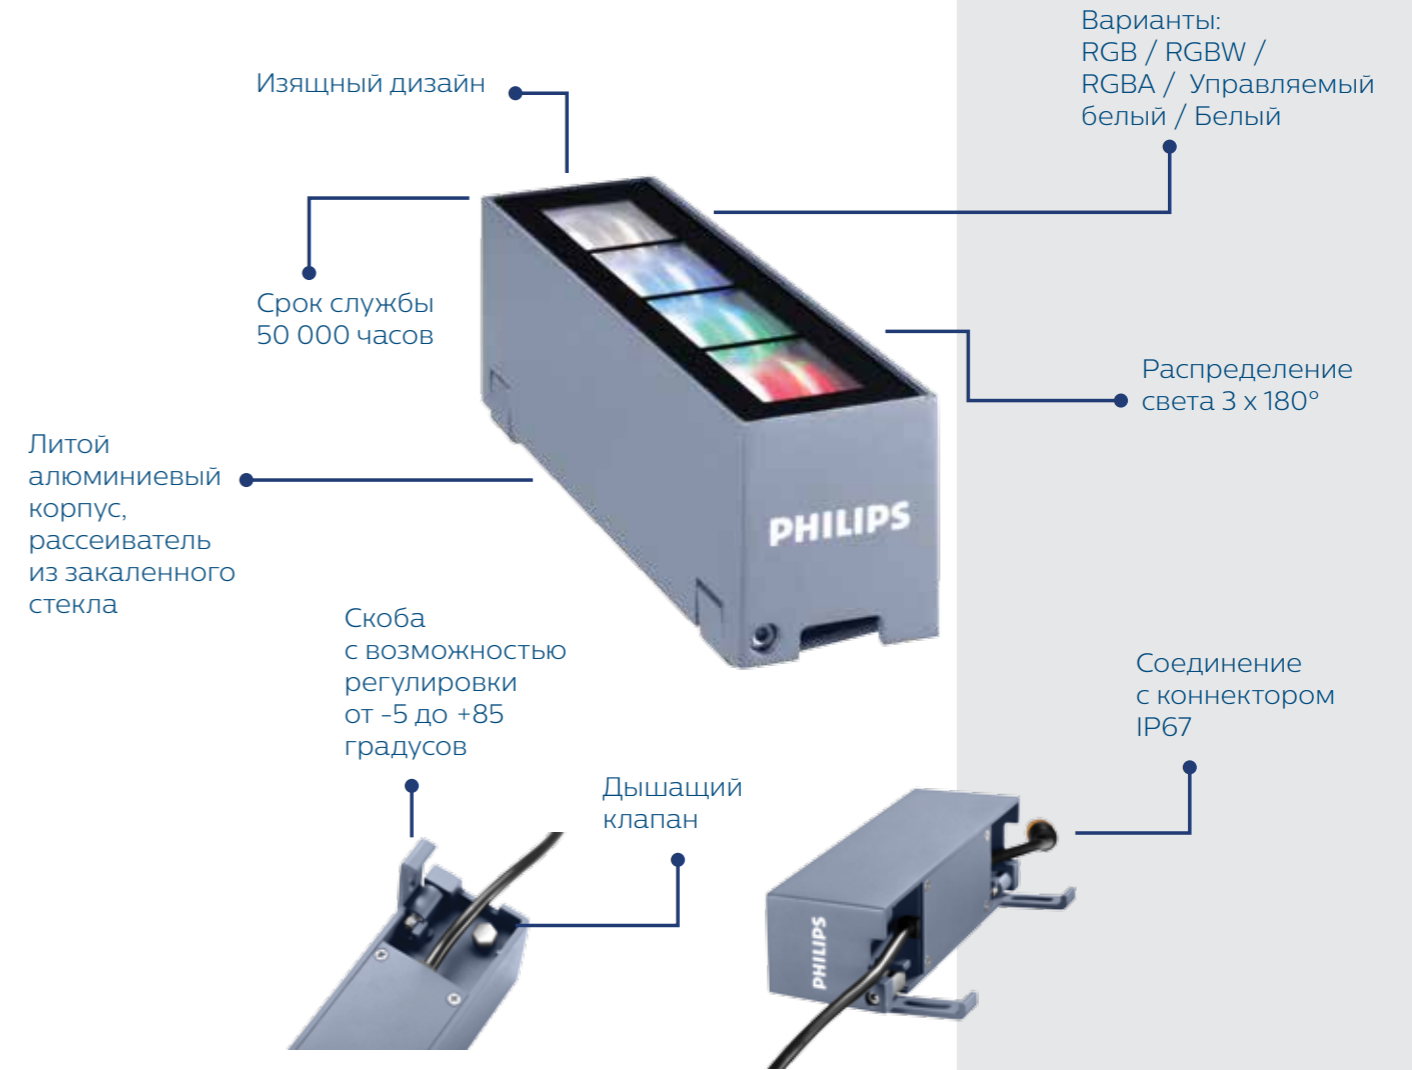 Варианты:
RGB / RGBW /
RGBA / Управляемый
белый / Белый
Изящный дизайн
Срок службы
50 000 часов
Распределение
света 3 х 180°
Литой
алюминиевый
корпус,
рассеиватель
из закаленного
стекла
PHILIPS
Скоба
с возможностью
регулировки
от -5 до +85
градусов
Соединение
с коннектором
IP67
Дышащий
клапан
PHILIPS